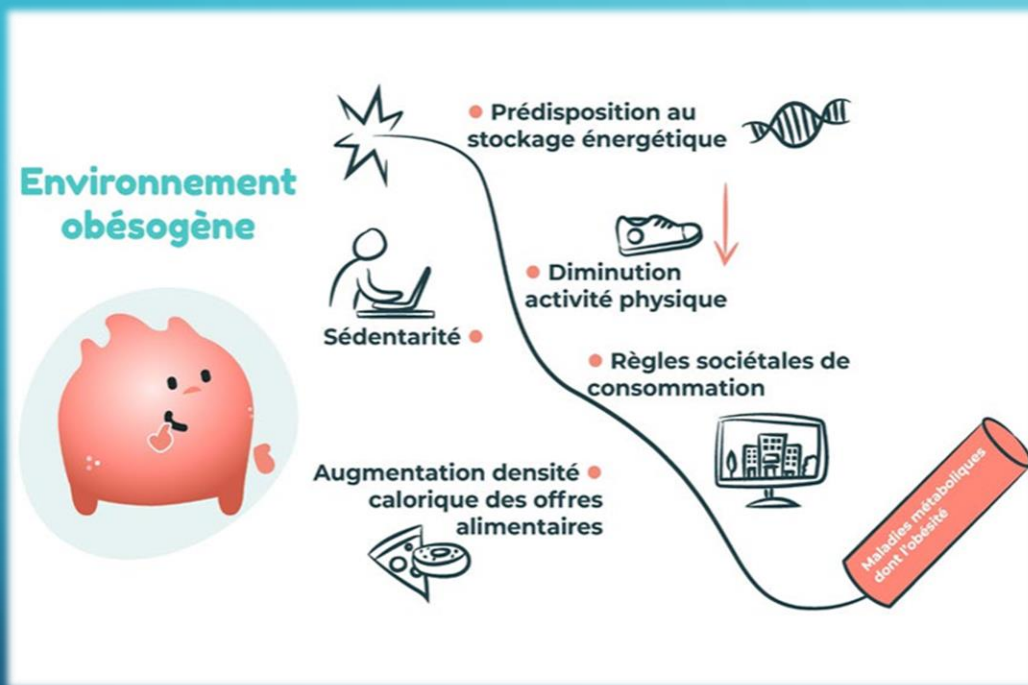 Environnement
obésogène
● Prédisposition au
stockage énergétique
● Diminution
activité physique
Sédentarité ●
● Règles sociétales de
consommation
Augmentation densité ●
calorique des offres
alimentaires
Maladies métaboliques
dont l'obésité